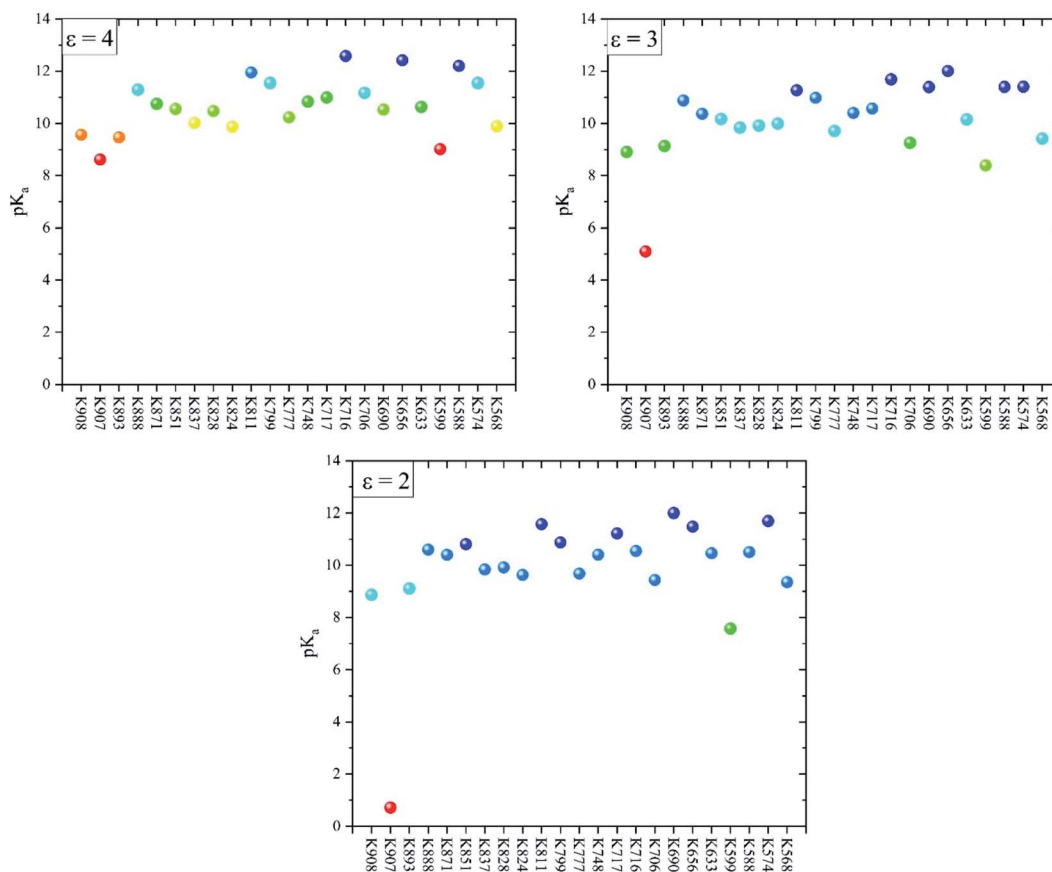 ε = 4
14
12
10
8
6
4
2
0
pKₐ
K908
K907
K893
K888
K871
K851
K837
K828
K824
K811
K799
K777
K748
K717
K716
K706
K690
K656
K633
K599
K588
K574
K568
ε = 3
14
12
10
8
6
4
2
0
pKₐ
K908
K907
K893
K888
K871
K851
K837
K828
K824
K811
K799
K777
K748
K717
K716
K706
K690
K656
K633
K599
K588
K574
K568
ε = 2
14
12
10
8
6
4
2
0
pKₐ
K908
K907
K893
K888
K871
K851
K837
K828
K824
K811
K799
K777
K748
K717
K716
K706
K690
K656
K633
K599
K588
K574
K568